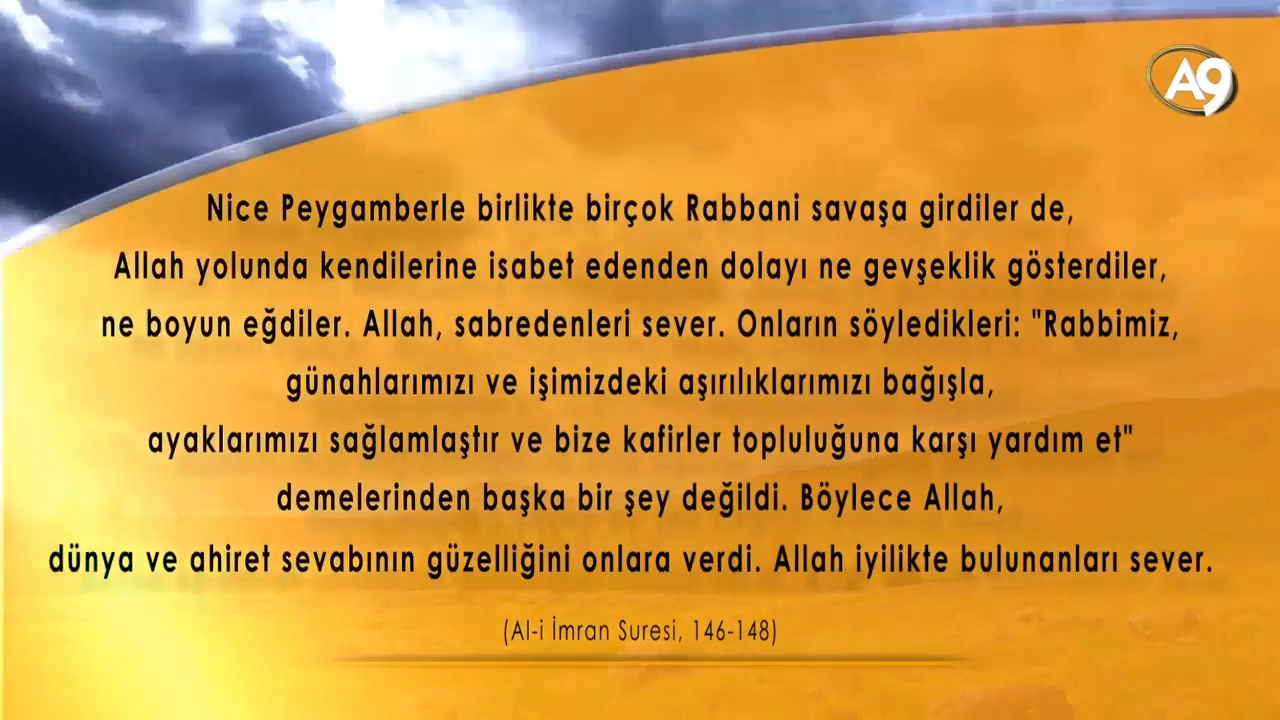 A9
Nice Peygamberle birlikte birçok Rabbani savaşa girdiler de,
Allah yolunda kendilerine isabet edenden dolayı ne gevşeklik gösterdiler,
ne boyun eğdiler. Allah, sabredenleri sever. Onların söyledikleri: "Rabbimiz,
günahlarımızı ve işimizdeki aşırılıklarımızı bağışla,
ayaklarımızı sağlamlaştır ve bize kafirler topluluğuna karşı yardım et"
demelerinden başka bir şey değildi. Böylece Allah,
dünya ve ahiret sevabının güzelliğini onlara verdi. Allah iyilikte bulunanları sever.
(Al-i İmran Suresi, 146-148)